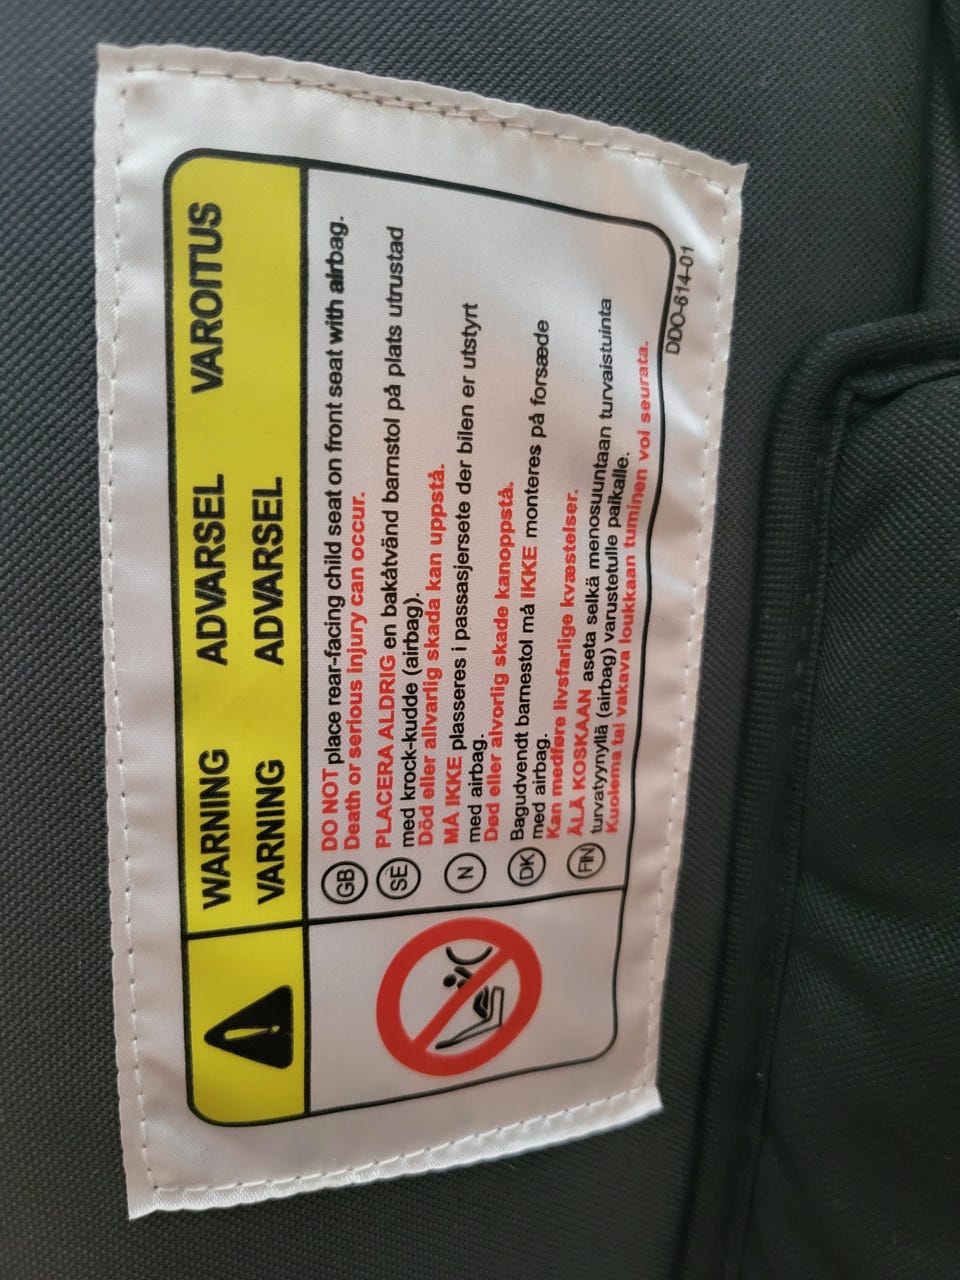 WARNING ADVARSEL VAROITUS
VARNING ADVARSEL
GB DO NOT place rear-facing child seat on front seat with airbag.
Death or serious injury can occur.
SE PLACERA ALDRIG en bakåtvänd barnstol på plats utrustad
med krock-kudde (airbag).
Död eller allvarlig skada kan uppstå.
N MÅ IKKE plasseres i passasjersete der bilen er utstyrt
med airbag.
Død eller alvorlig skade kanoppstå.
DK Bagudvendt barnestol må IKKE monteres på forsæde
med airbag.
Kan medføre livsfarlige kvæstelser.
FIN ÄLÄ KOSKAAN aseta selkä menosuuntaan turvaistuinta
turvatyynyllä (airbag) varustetulle paikalle.
Kuolema tai vakava loukkaan tuminen voi seurata.
DDO-614-01